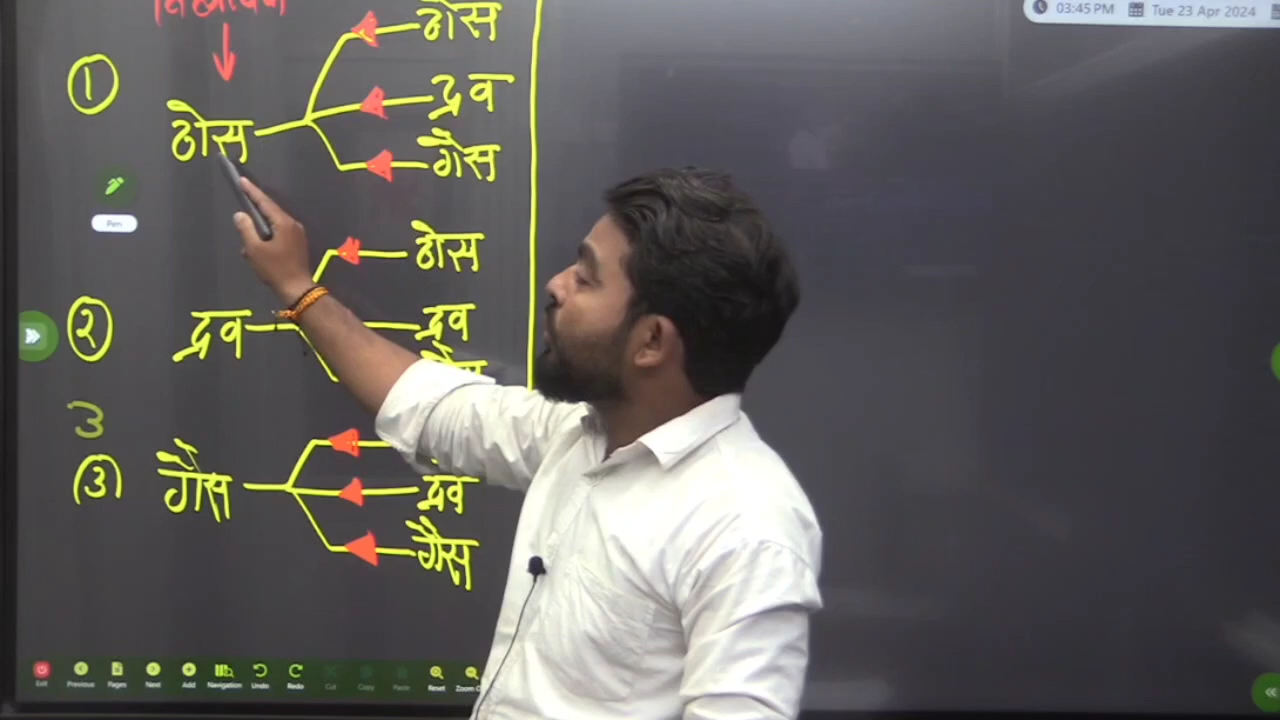 03:45 PM Tue 23 Apr 2024
ठोस
①
द्रव
ठोस
गैस
Pen
ठोस
② द्रव
द्रव
3
③ गैस
द्रव
गैस
Exit Previous Pages Next Add Navigation Undo Redo Cut Copy Paste Reset